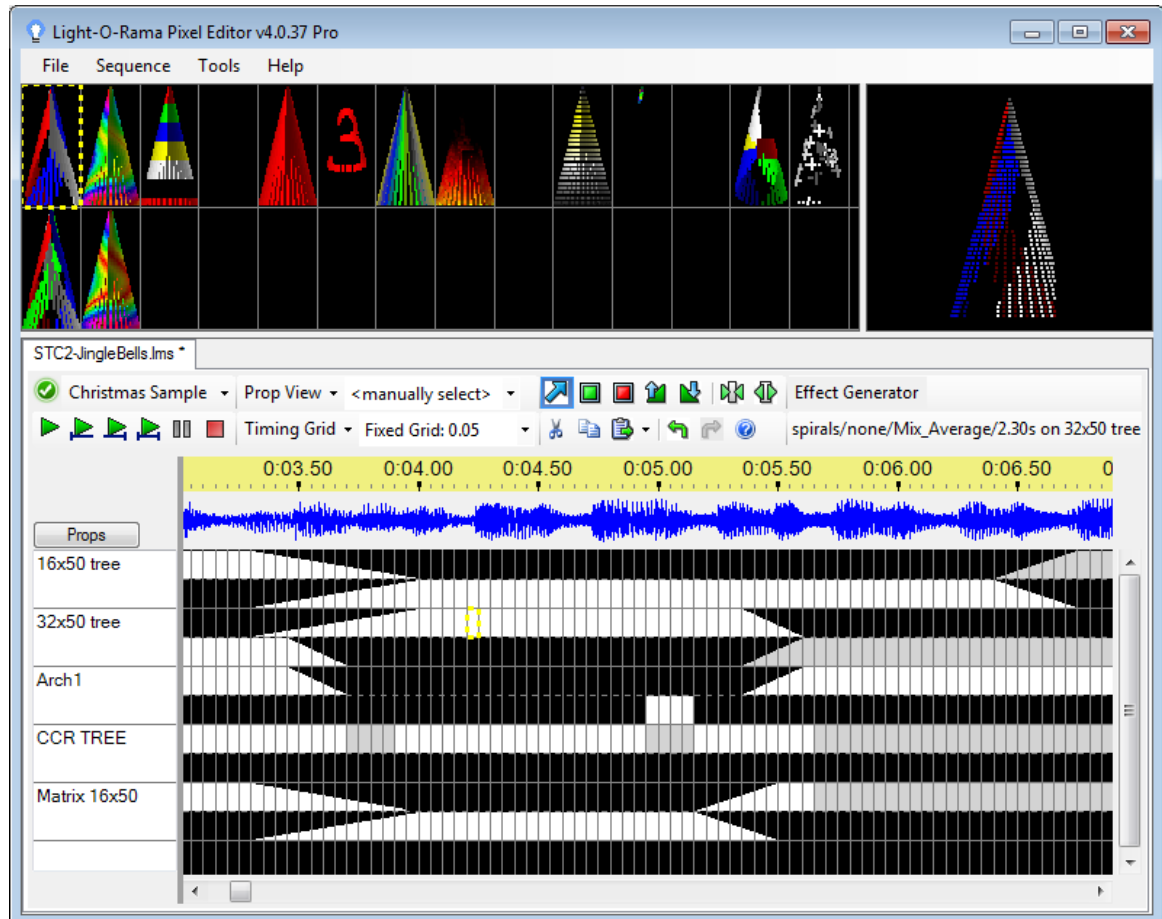 Light-O-Rama Pixel Editor v4.0.37 Pro
File Sequence Tools Help
3
STC2-JingleBells.lms *
Christmas Sample Prop View <manually select> Effect Generator
Timing Grid Fixed Grid: 0.05 spirals/none/Mix_Average/2.30s on 32x50 tree
0:03.50 0:04.00 0:04.50 0:05.00 0:05.50 0:06.00 0:06.50 0
Props
16x50 tree
32x50 tree
Arch1
CCR TREE
Matrix 16x50